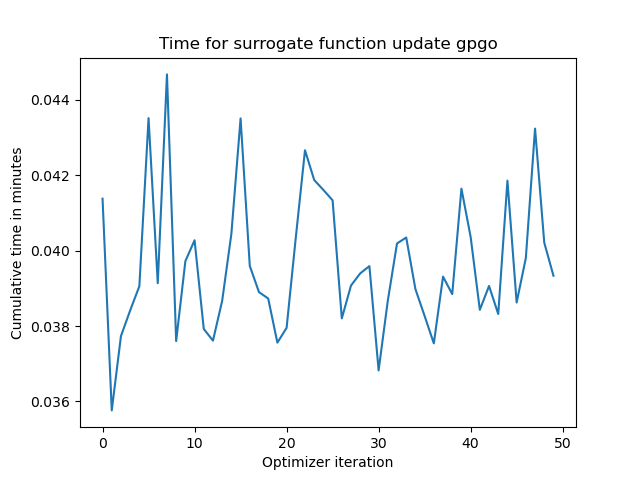 Time for surrogate function update gpgo
0.044
0.042
0.040
0.038
0.036
Cumulative time in minutes
0 10 20 30 40 50
Optimizer iteration